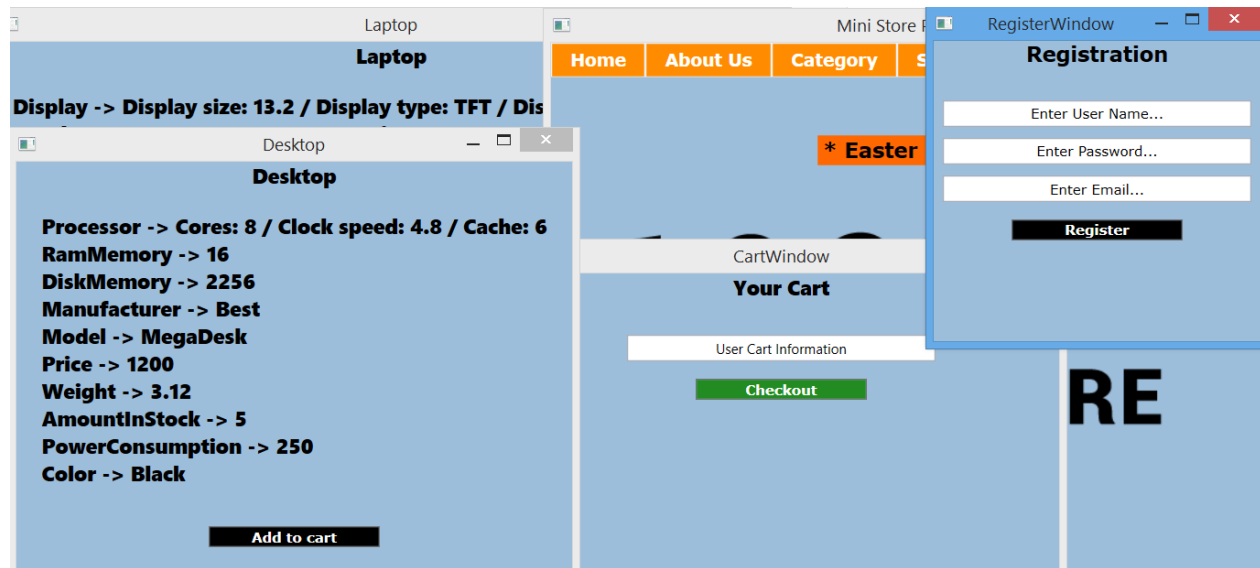 Laptop
Laptop
Display -> Display size: 13.2 / Display type: TFT / Dis
Desktop
Desktop
Processor -> Cores: 8 / Clock speed: 4.8 / Cache: 6
RamMemory -> 16
DiskMemory -> 2256
Manufacturer -> Best
Model -> MegaDesk
Price -> 1200
Weight -> 3.12
AmountInStock -> 5
PowerConsumption -> 250
Color -> Black
Add to cart
Mini Store
Home About Us Category
* Easter
CartWindow
Your Cart
User Cart Information
Checkout
RE
RegisterWindow
Registration
Enter User Name...
Enter Password...
Enter Email...
Register